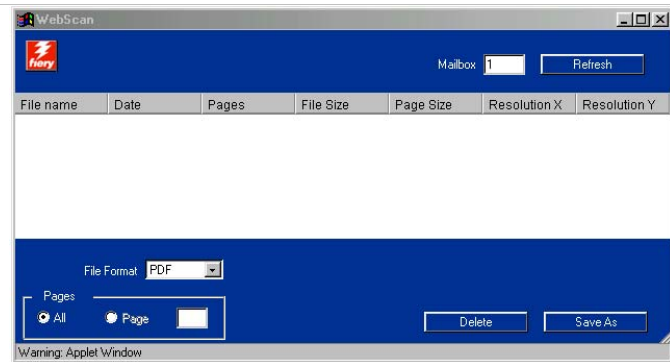 WebScan
fiery
Mailbox 1 Refresh
File name Date Pages File Size Page Size Resolution X Resolution Y
File Format PDF
Pages
All Page
Delete Save As
Warning: Applet Window